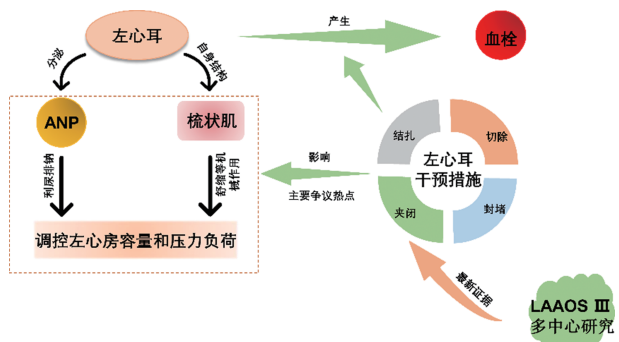 左心耳
产生
血栓
分泌
自身结构
ANP
梳状肌
利尿排钠
舒缩等机
械作用
调控左心房容量和压力负荷
影响
主要争议热点
结扎
切除
左心耳
干预措施
夹闭
封堵
最新证据
LAAOS Ⅲ
多中心研究